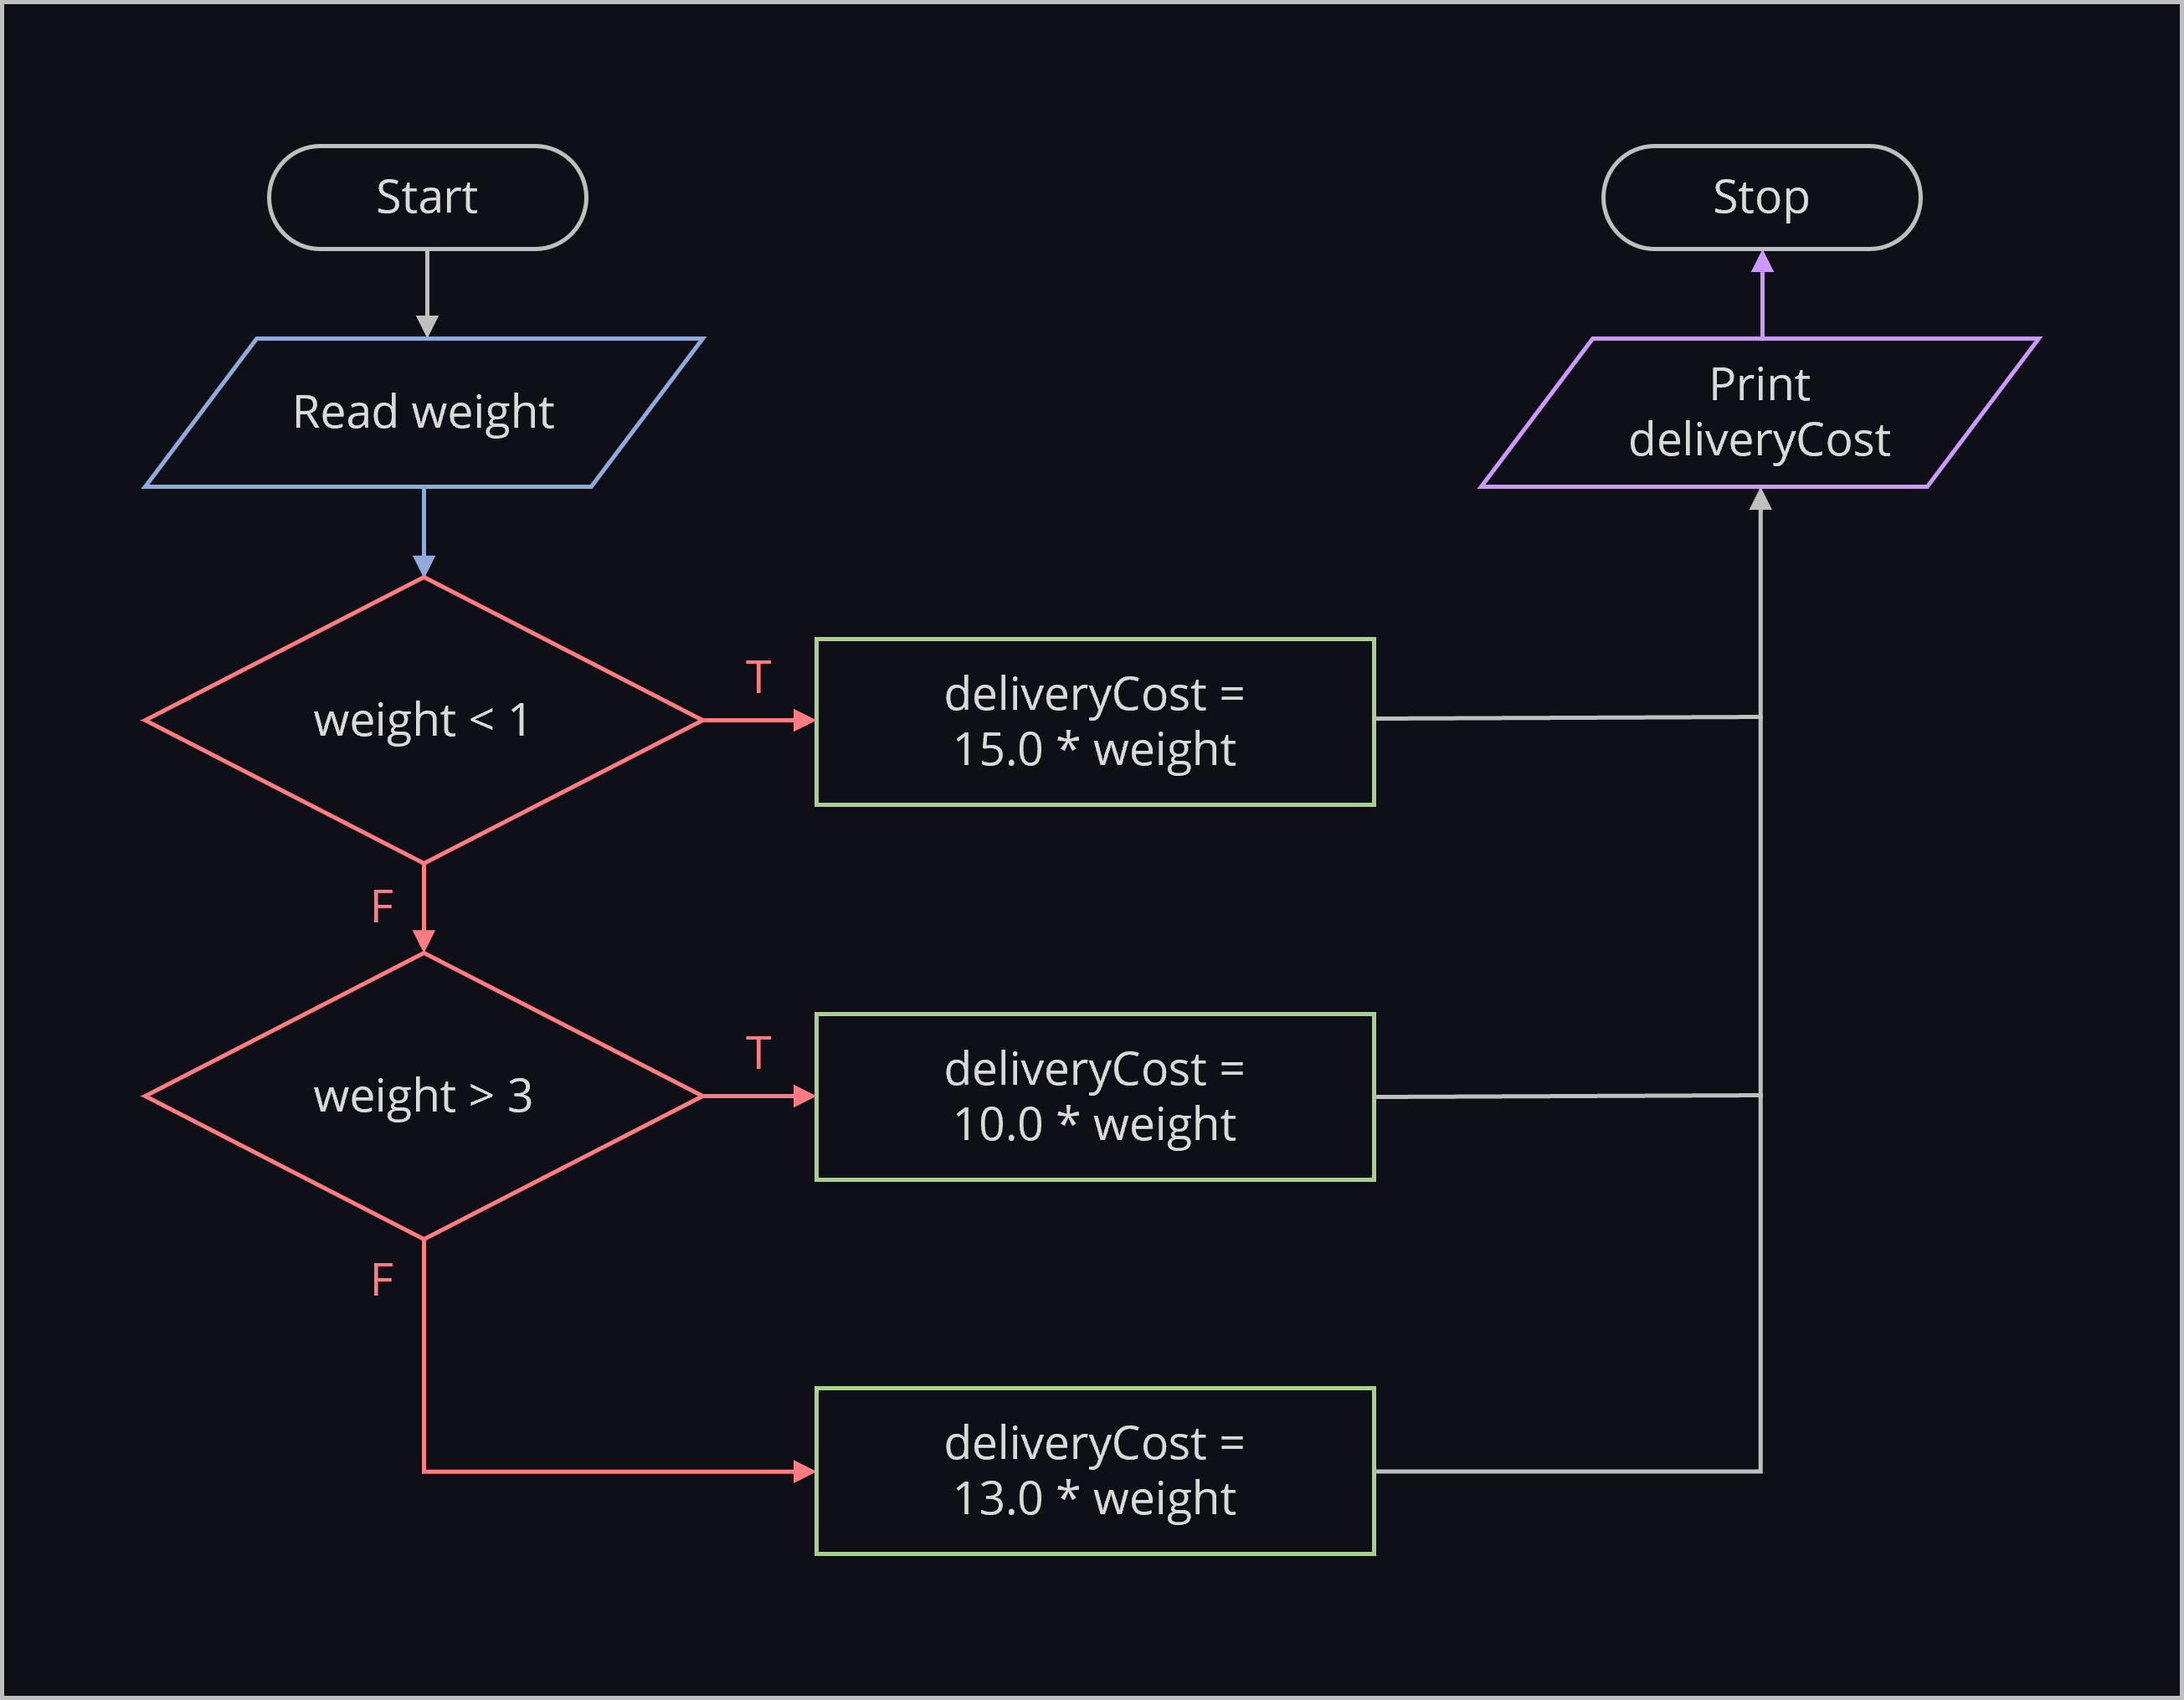 Start
Read weight
weight < 1
T
deliveryCost =
15.0 * weight
F
weight > 3
T
deliveryCost =
10.0 * weight
F
deliveryCost =
13.0 * weight
Print
deliveryCost
Stop